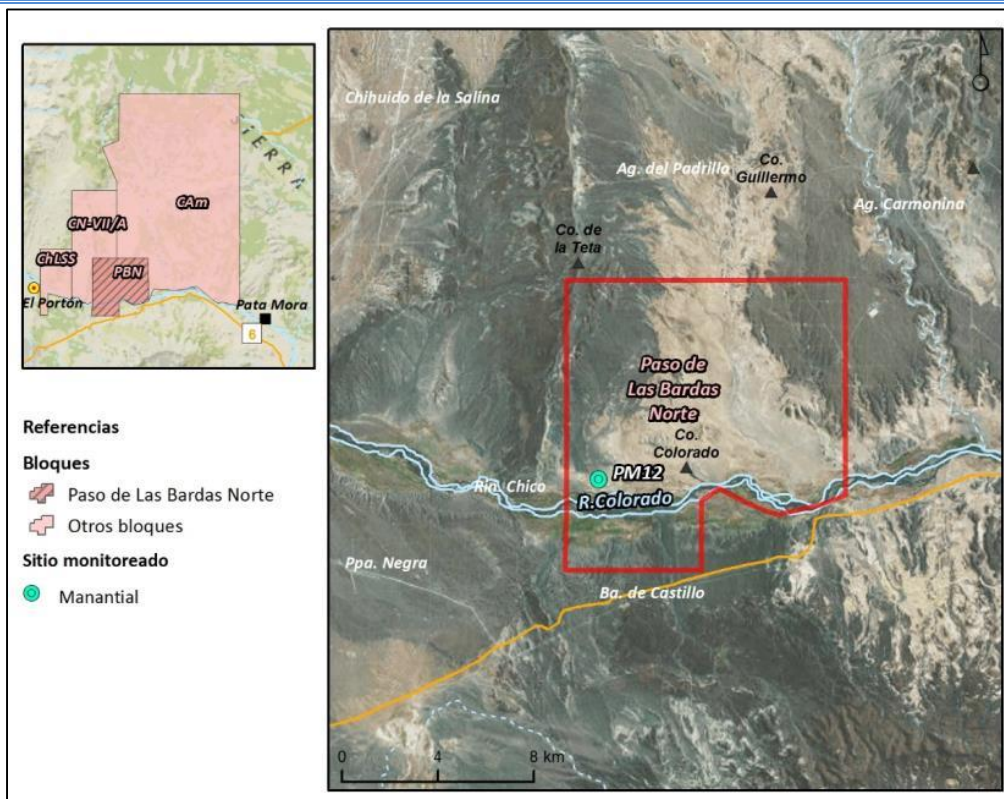 CAm
CN-VII/A
ChLSS
PBN
El Portón
Pata Mora
6
SiERRA
Referencias
Bloques
Paso de Las Bardas Norte
Otros bloques
Sitio monitoreado
Manantial
Chihuido de la Salina
Ag. del Padrillo
Co.
Guillermo
Ag. Carmonina
Co. de
la Teta
Paso de
Las Bardas
Norte
Co.
Colorado
PM12
Rin. Chico
R.Colorado
Ppa. Negra
Ba. de Castillo
0 4 8 km